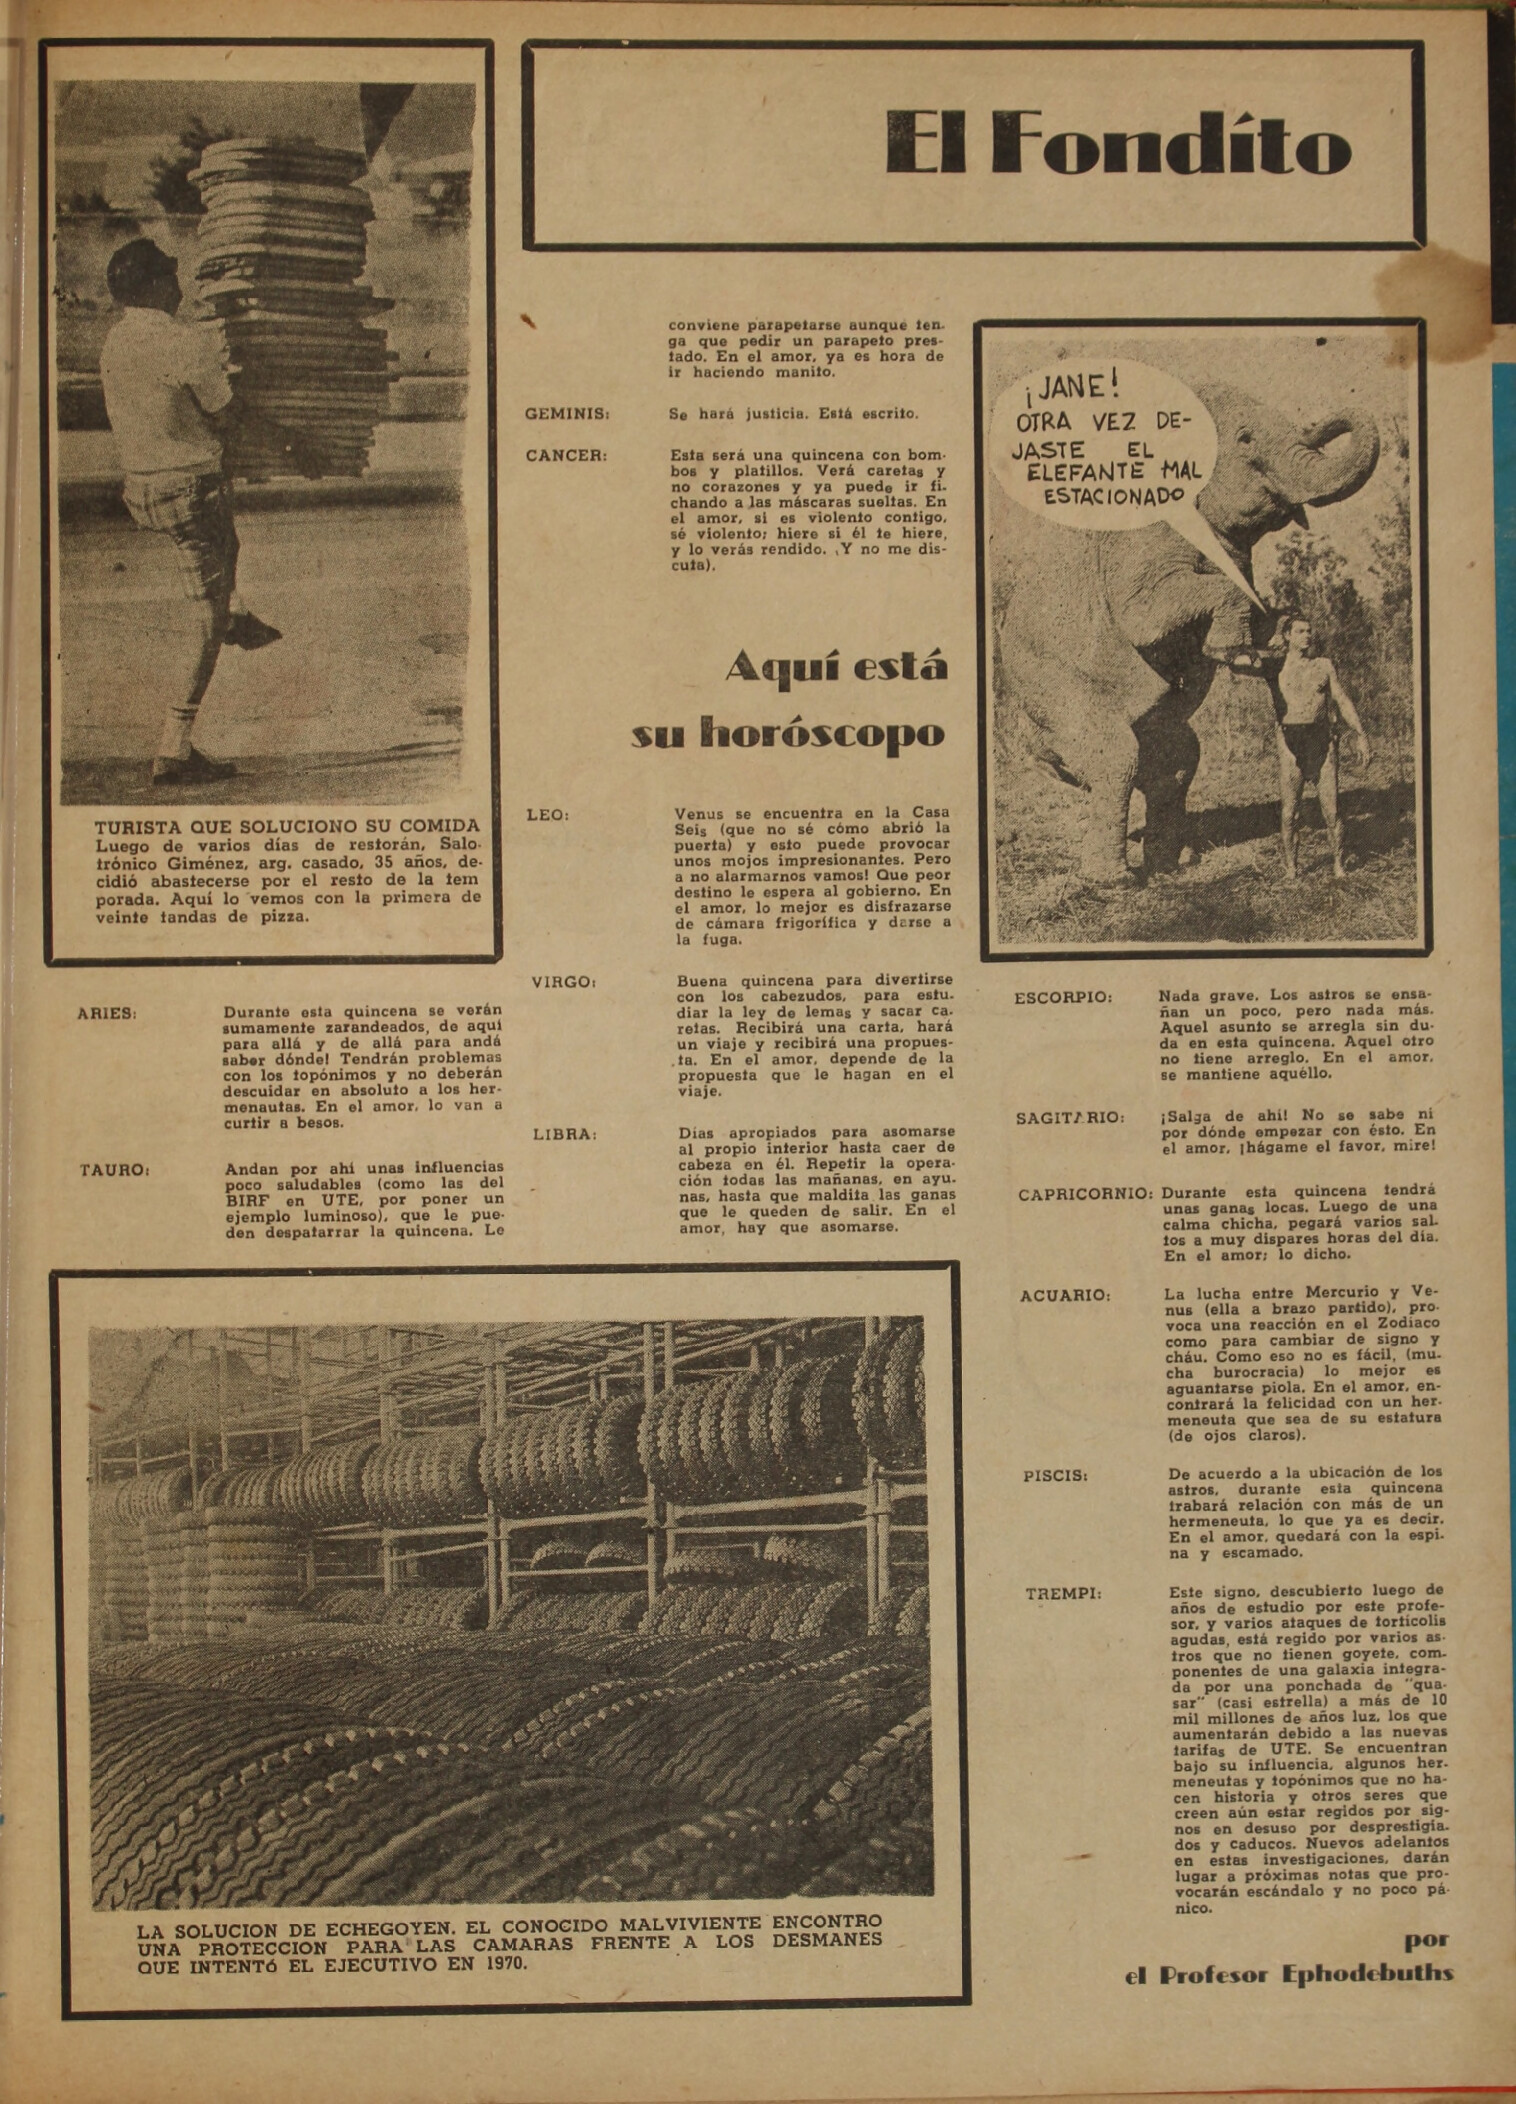 El Fondíto
TURISTA QUE SOLUCIONO SU COMIDA
Luego de varios días de restorán, Salo-
trónico Giménez, arg. casado, 35 años, de-
cidió abastecerse por el resto de la tem
porada. Aquí lo vemos con la primera de
veinte tandas de pizza.
Aquí está
su horóscopo
ARIES:
Durante esta quincena se verán
sumamente zarandeados, de aquí
para allá y de allá para andá
saber dónde! Tendrán problemas
con los topónimos y no deberán
descuidar en absoluto a los her-
menautas. En el amor, lo van a
curtir a besos.
TAURO:
Andan por ahí unas influencias
poco saludables (como las del
BIRF en UTE, por poner un
ejemplo luminoso), que le pue-
den despatarrar la quincena. Le
conviene parapetarse aunque ten-
ga que pedir un parapeto pres-
tado. En el amor, ya es hora de
ir haciendo manito.
GEMINIS:
Se hará justicia. Está escrito.
CANCER:
Esta será una quincena con bom-
bos y platillos. Verá caretas y
no corazones y ya puede ir fi-
chando a las máscaras sueltas. En
el amor, si es violento contigo,
sé violento; hiere si él te hiere,
y lo verás rendido. (Y no me dis-
cuta).
LEO:
Venus se encuentra en la Casa
Seis (que no sé cómo abrió la
puerta) y esto puede provocar
unos mojos impresionantes. Pero
a no alarmarnos vamos! Que peor
destino le espera al gobierno. En
el amor, lo mejor es disfrazarse
de cámara frigorífica y darse a
la fuga.
VIRGO:
Buena quincena para divertirse
con los cabezudos, para estu-
diar la ley de lemas y sacar ca-
retas. Recibirá una carta, hará
un viaje y recibirá una propues-
ta. En el amor, depende de la
propuesta que le hagan en el
viaje.
LIBRA:
Días apropiados para asomarse
al propio interior hasta caer de
cabeza en él. Repetir la opera-
ción todas las mañanas, en ayu-
nas, hasta que maldita las ganas
que le queden de salir. En el
amor, hay que asomarse.
¡JANE!
OTRA VEZ DE-
JASTE EL
ELEFANTE MAL
ESTACIONADO
ESCORPIO:
Nada grave. Los astros se ensa-
ñan un poco, pero nada más.
Aquel asunto se arregla sin du-
da en esta quincena. Aquel otro
no tiene arreglo. En el amor,
se mantiene aquéllo.
SAGITARIO:
¡Salga de ahí! No se sabe ni
por dónde empezar con ésto. En
el amor, ¡hágame el favor, mire!
CAPRICORNIO:
Durante esta quincena tendrá
unas ganas locas. Luego de una
calma chicha, pegará varios sal-
tos a muy dispares horas del día.
En el amor; lo dicho.
ACUARIO:
La lucha entre Mercurio y Ve-
nus (ella a brazo partido), pro-
voca una reacción en el Zodiaco
como para cambiar de signo y
cháu. Como eso no es fácil, (mu-
cha burocracia) lo mejor es
aguantarse piola. En el amor, en-
contrará la felicidad con un her-
meneuta que sea de su estatura
(de ojos claros).
PISCIS:
De acuerdo a la ubicación de los
astros, durante esta quincena
trabará relación con más de un
hermeneuta, lo que ya es decir.
En el amor, quedará con la espi-
na y escamado.
TREMPI:
Este signo, descubierto luego de
años de estudio por este profe-
sor, y varios ataques de tortícolis
agudas, está regido por varios as-
tros que no tienen goyete, com-
ponentes de una galaxia integra-
da por una ponchada de "qua-
sar" (casi estrella) a más de 10
mil millones de años luz, los que
aumentarán debido a las nuevas
tarifas de UTE. Se encuentran
bajo su influencia, algunos her-
meneutas y topónimos que no ha-
cen historia y otros seres que
creen aún estar regidos por sig-
nos en desuso por desprestigia-
dos y caducos. Nuevos adelantos
en estas investigaciones, darán
lugar a próximas notas que pro-
vocarán escándalo y no poco pá-
nico.
por
el Profesor Ephodebuths
LA SOLUCION DE ECHEGOYEN. EL CONOCIDO MALVIVIENTE ENCONTRO
UNA PROTECCION PARA LAS CAMARAS FRENTE A LOS DESMANES
QUE INTENTÓ EL EJECUTIVO EN 1970.